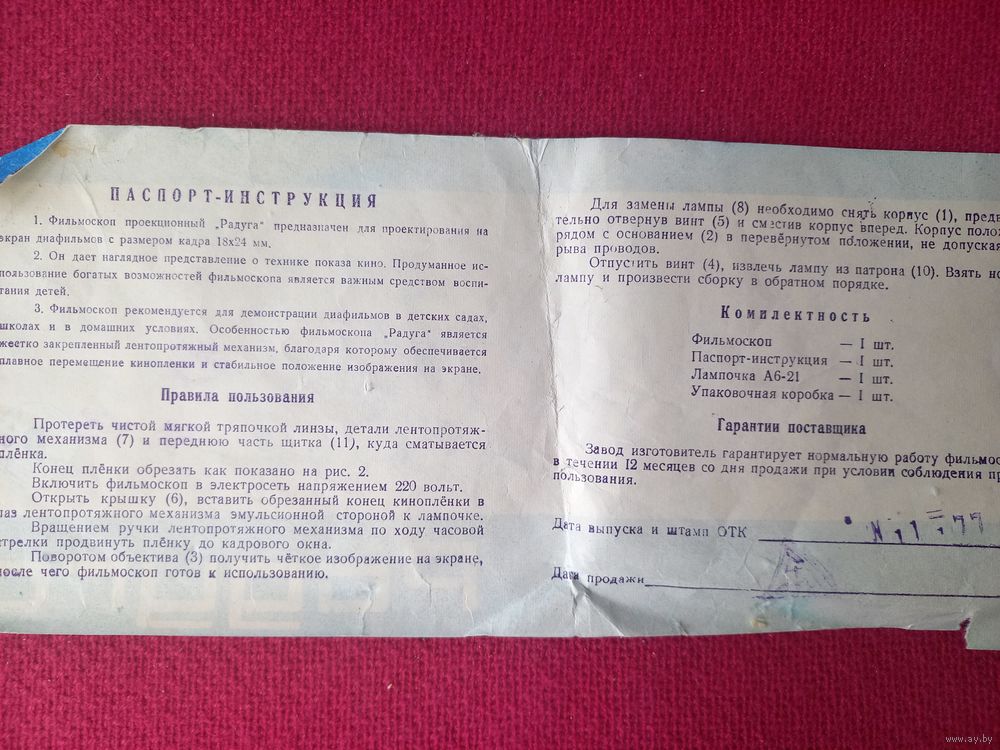 ПАСПОРТ-ИНСТРУКЦИЯ
1. Фильмоскоп проекционный „Радуга“ предназначен для проектирования на
экран диафильмов с размером кадра 18х24 мм.
2. Он дает наглядное представление о технике показа кино. Продуманное ис-
пользование богатых возможностей фильмоскопа является важным средством воспи-
тания детей.
3. Фильмоскоп рекомендуется для демонстрации диафильмов в детских садах,
школах и в домашних условиях. Особенностью фильмоскопа „Радуга“ является
жестко закрепленный лентопротяжный механизм, благодаря которому обеспечивается
плавное перемещение кинопленки и стабильное положение изображения на экране.
Правила пользования
Протереть чистой мягкой тряпочкой линзы, детали лентопротяж-
ного механизма (7) и переднюю часть щитка (11), куда сматывается
плёнка.
Конец плёнки обрезать как показано на рис. 2.
Включить фильмоскоп в электросеть напряжением 220 вольт.
Открыть крышку (6), вставить обрезанный конец киноплёнки в
паз лентопротяжного механизма эмульсионной стороной к лампочке.
Вращением ручки лентопротяжного механизма по ходу часовой
стрелки продвинуть плёнку до кадрового окна.
Поворотом объектива (3) получить чёткое изображение на экране,
после чего фильмоскоп готов к использованию.
Для замены лампы (8) необходимо снять корпус (1), предв
тельно отвернув винт (5) и сместив корпус вперед. Корпус полож
рядом с основанием (2) в перевёрнутом положении, не допуская
рыва проводов.
Отпустить винт (4), извлечь лампу из патрона (10). Взять но
лампу и произвести сборку в обратном порядке.
Комплектность
Фильмоскоп — 1 шт.
Паспорт-инструкция — 1 шт.
Лампочка А6-21 — 1 шт.
Упаковочная коробка — 1 шт.
Гарантии поставщика
Завод изготовитель гарантирует нормальную работу фильмос
в течении 12 месяцев со дня продажи при условии соблюдения пр
пользования.
Дата выпуска и штамп ОТК
Дата продажи
www.ay.by